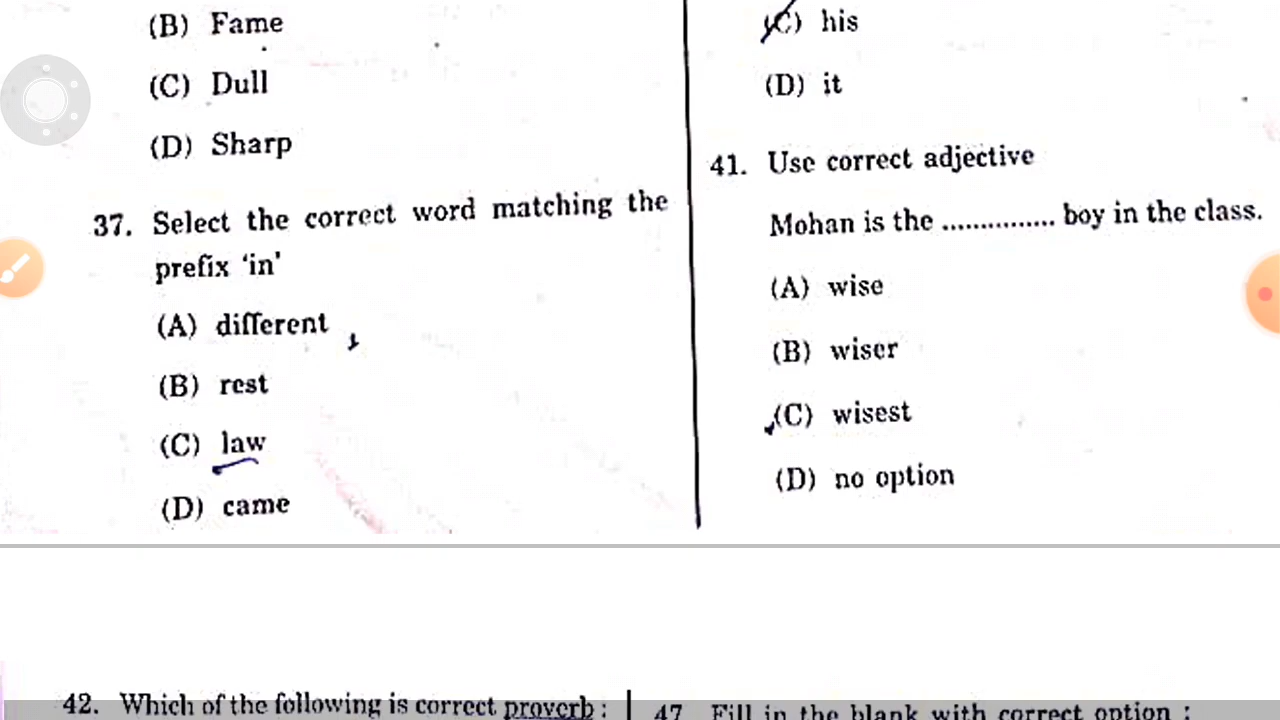 (B) Fame
(C) Dull
(D) Sharp
37. Select the correct word matching the
prefix 'in'
(A) different
(B) rest
(C) law
(D) came
(C) his
(D) it
41. Use correct adjective
Mohan is the ............... boy in the class.
(A) wise
(B) wiser
(C) wisest
(D) no option
42. Which of the following is correct proverb :
47 Fill in the blank with correct option :